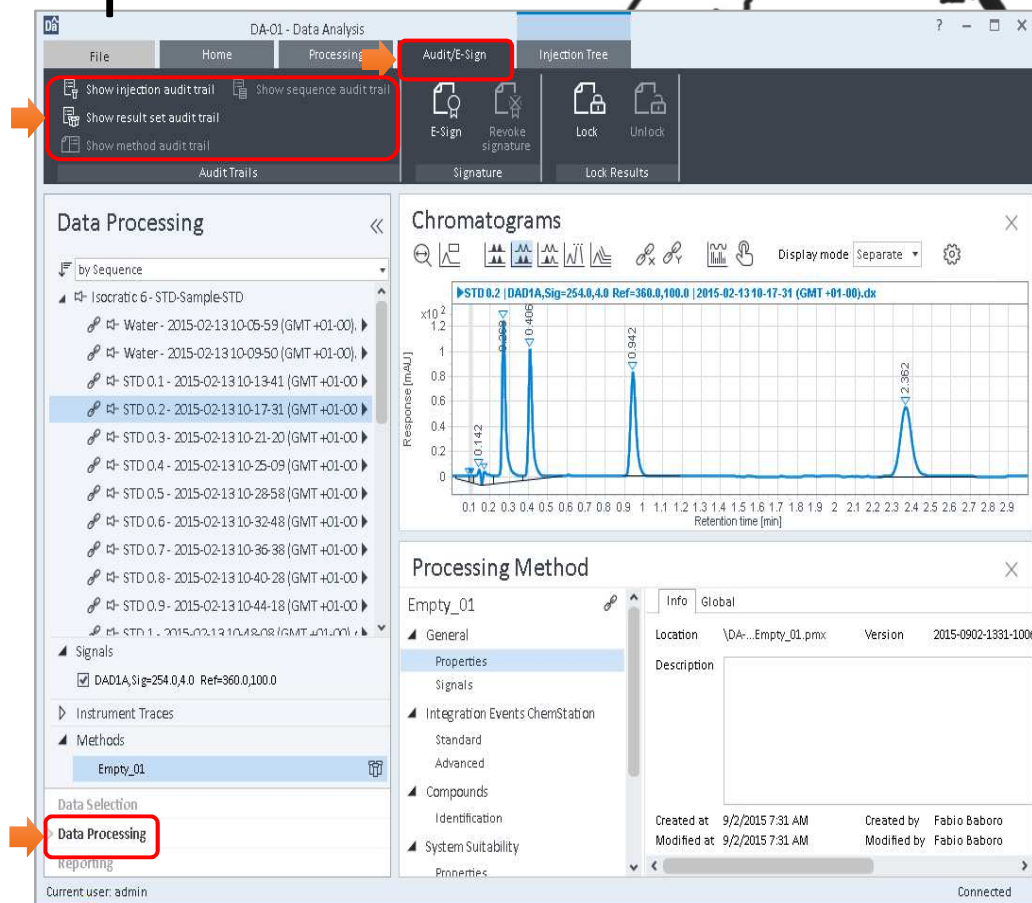 Da DA-01 - Data Analysis ? X
File Home Processing Audit/E-Sign Injection Tree
Show injection audit trail Show sequence audit trail
Show result set audit trail
Show method audit trail
E-Sign Revoke signature Lock Unlock
Audit Trails Signature Lock Results
Data Processing
by Sequence
Isocratic 6 - STD-Sample-STD
Water - 2015-02-13 10-05-59 (GMT +01-00).
Water - 2015-02-13 10-09-50 (GMT +01-00).
STD 0.1 - 2015-02-13 10-13-41 (GMT +01-00
STD 0.2 - 2015-02-13 10-17-31 (GMT +01-00
STD 0.3 - 2015-02-13 10-21-20 (GMT +01-00
STD 0.4 - 2015-02-13 10-25-09 (GMT +01-00
STD 0.5 - 2015-02-13 10-28-58 (GMT +01-00
STD 0.6 - 2015-02-13 10-32-48 (GMT +01-00
STD 0.7 - 2015-02-13 10-36-38 (GMT +01-00
STD 0.8 - 2015-02-13 10-40-28 (GMT +01-00
STD 0.9 - 2015-02-13 10-44-18 (GMT +01-00
STD 1 - 2015-02-13 10-48-08 (GMT +01-00)
Signals
DAD1A,Sig=254.0,4.0 Ref=360.0,100.0
Instrument Traces
Methods
Empty_01
Data Selection
Data Processing
Reporting
Current user: admin
Chromatograms
Display mode Separate
STD 0.2 |DAD1A,Sig=254.0,4.0 Ref=360.0,100.0 |2015-02-13 10-17-31 (GMT +01-00).dx
x10 2
1.2
1
0.8
0.6
0.4
0.2
0
Response [mAU]
0.142
0.406
0.942
2.362
0.1 0.2 0.3 0.4 0.5 0.6 0.7 0.8 0.9 1 1.1 1.2 1.3 1.4 1.5 1.6 1.7 1.8 1.9 2 2.1 2.2 2.3 2.4 2.5 2.6 2.7 2.8 2.9
Retention time [min]
Processing Method
Empty_01
General
Properties
Signals
Integration Events ChemStation
Standard
Advanced
Compounds
Identification
System Suitability
Properties
Info Global
Location \DA-...Empty_01.pmx Version 2015-0902-1331-1006
Description
Created at 9/2/2015 7:31 AM Created by Fabio Baboro
Modified at 9/2/2015 7:31 AM Modified by Fabio Baboro
Connected